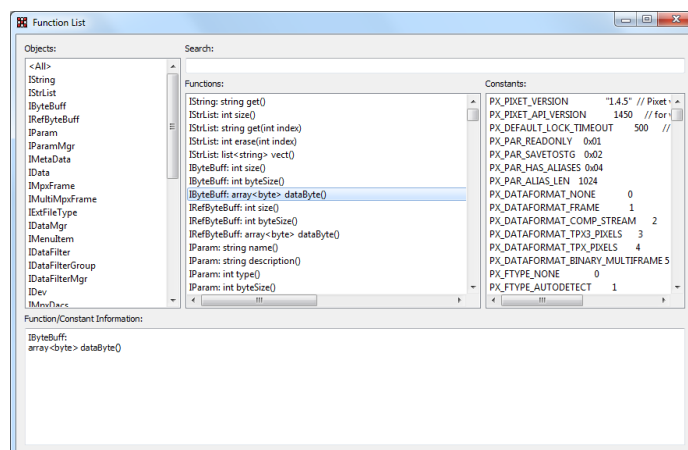 Function List
Objects:
Search:
<All>
IString
IStrList
IByteBuff
IRefByteBuff
IParam
IParamMgr
IMetaData
IData
IMpxFrame
IMultiMpxFrame
IExtFileType
IDataMgr
IMenuItem
IDataFilter
IDataFilterGroup
IDataFilterMgr
IDev
IMpxDacs
Functions:
IString: string get()
IStrList: int size()
IStrList: string get(int index)
IStrList: int erase(int index)
IStrList: list<string> vect()
IByteBuff: int size()
IByteBuff: int byteSize()
IByteBuff: array<byte> dataByte()
IRefByteBuff: int size()
IRefByteBuff: int byteSize()
IRefByteBuff: array<byte> dataByte()
IParam: string name()
IParam: string description()
IParam: int type()
IParam: int byteSize()
Constants:
PX_PIXET_VERSION "1.4.5" // Pixet
PX_PIXET_API_VERSION 1450 // for
PX_DEFAULT_LOCK_TIMEOUT 500 //
PX_PAR_READONLY 0x01
PX_PAR_SAVETOSTG 0x02
PX_PAR_HAS_ALIASES 0x04
PX_PAR_ALIAS_LEN 1024
PX_DATAFORMAT_NONE 0
PX_DATAFORMAT_FRAME 1
PX_DATAFORMAT_COMP_STREAM 2
PX_DATAFORMAT_TPX3_PIXELS 3
PX_DATAFORMAT_TPX_PIXELS 4
PX_DATAFORMAT_BINARY_MULTIFRAME 5
PX_FTYPE_NONE 0
PX_FTYPE_AUTODETECT 1
Function/Constant Information:
IByteBuff:
array<byte> dataByte()